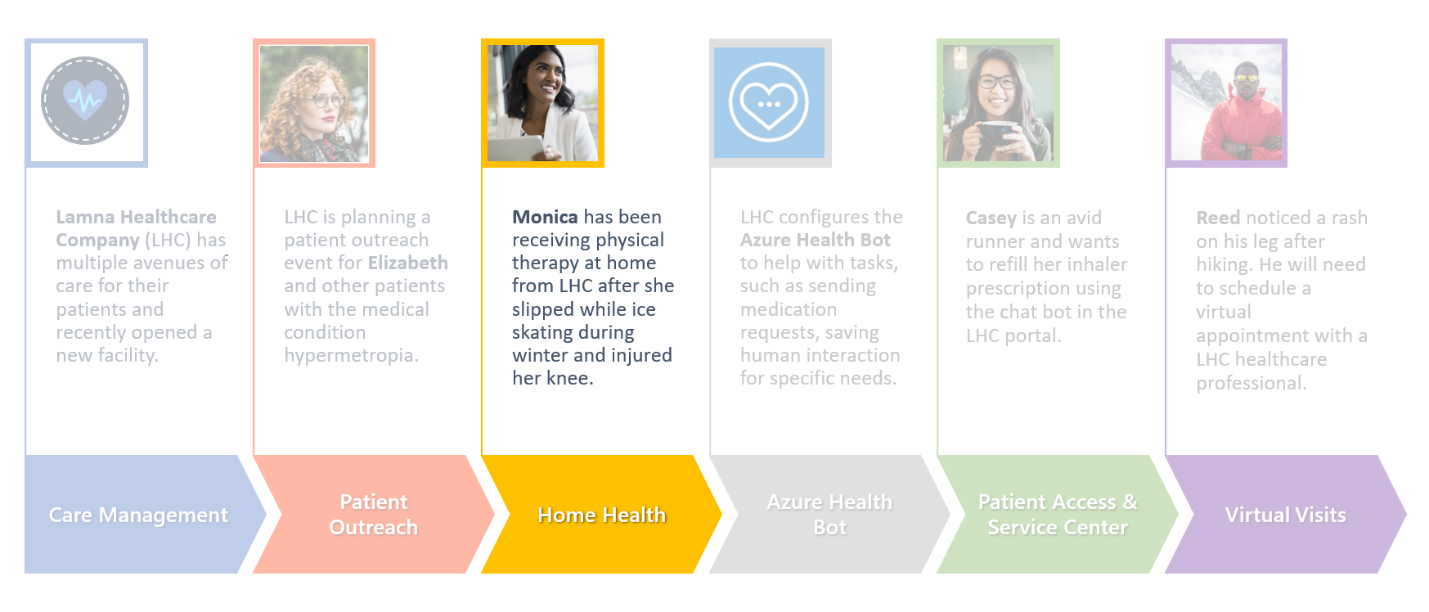 Lamna Healthcare
Company (LHC) has
multiple avenues of
care for their
patients and
recently opened a
new facility.
LHC is planning a
patient outreach
event for Elizabeth
and other patients
with the medical
condition
hypermetropia.
Monica has been
receiving physical
therapy at home
from LHC after she
slipped while ice
skating during
winter and injured
her knee.
LHC configures the
Azure Health Bot
to help with tasks,
such as sending
medication
requests, saving
human interaction
for specific needs.
Casey is an avid
runner and wants
to refill her inhaler
prescription using
the chat bot in the
LHC portal.
Reed noticed a rash
on his leg after
hiking. He will need
to schedule a
virtual
appointment with a
LHC healthcare
professional.
Care Management
Patient
Outreach
Home Health
Azure Health
Bot
Patient Access &
Service Center
Virtual Visits